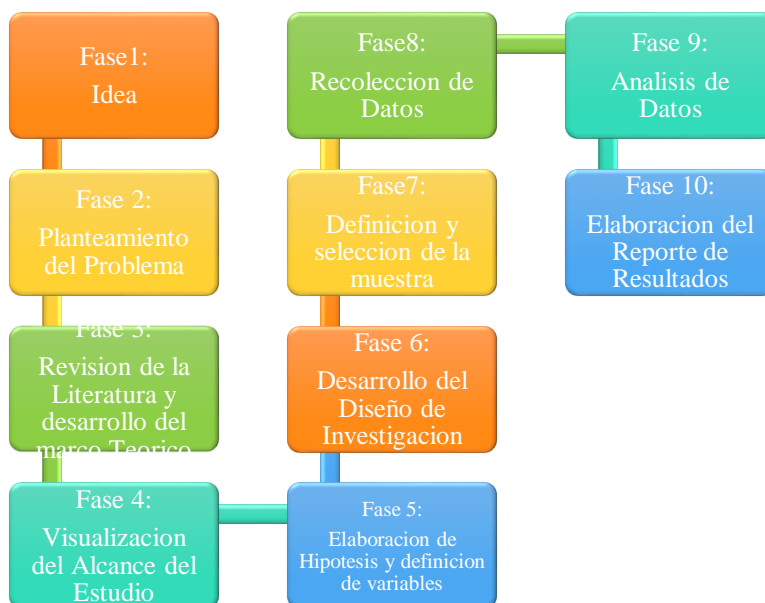 Fase1:
Idea
Fase 2:
Planteamiento
del Problema
Fase 3:
Revision de la
Literatura y
desarrollo del
marco Teorico
Fase 4:
Visualizacion
del Alcance del
Estudio
Fase 5:
Elaboracion de
Hipotesis y definicion
de variables
Fase 6:
Desarrollo del
Diseño de
Investigacion
Fase7:
Definicion y
seleccion de la
muestra
Fase8:
Recoleccion de
Datos
Fase 9:
Analisis de
Datos
Fase 10:
Elaboracion del
Reporte de
Resultados